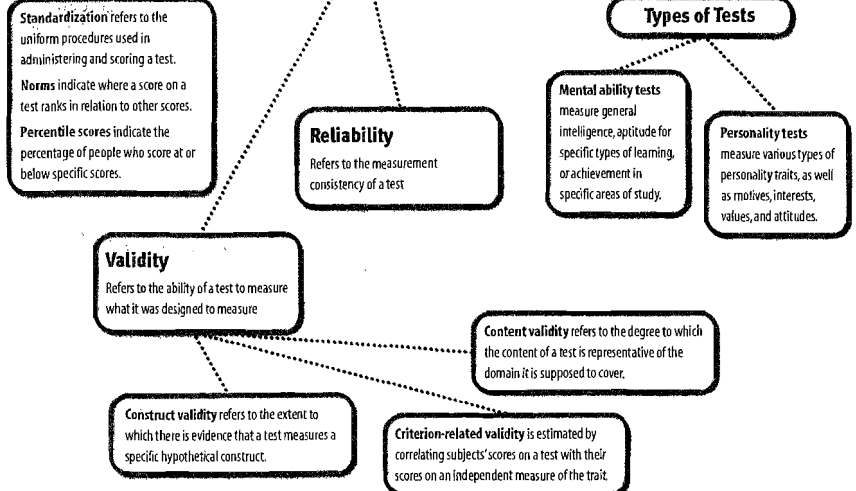 Standardization refers to the
uniform procedures used in
administering and scoring a test.
Norms indicate where a score on a
test ranks in relation to other scores.
Percentile scores indicate the
percentage of people who score at or
below specific scores.
Types of Tests
Mental ability tests
measure general
intelligence, aptitude for
specific types of learning,
or achievement in
specific areas of study.
Personality tests
measure various types of
personality traits, as well
as motives, interests,
values, and attitudes.
Reliability
Refers to the measurement
consistency of a test
Validity
Refers to the ability of a test to measure
what it was designed to measure
Content validity refers to the degree to which
the content of a test is representative of the
domain it is supposed to cover.
Construct validity refers to the extent to
which there is evidence that a test measures a
specific hypothetical construct.
Criterion-related validity is estimated by
correlating subjects' scores on a test with their
scores on an independent measure of the trait.